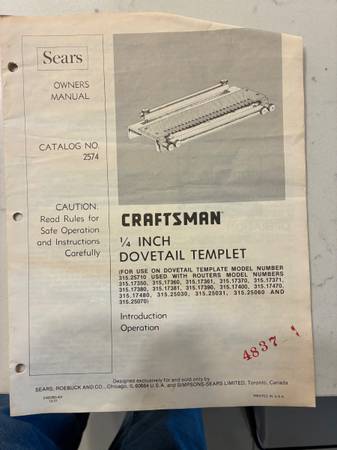 Sears
OWNERS
MANUAL
CATALOG NO.
2574
CAUTION:
Read Rules for
Safe Operation
and Instructions
Carefully
CRAFTSMAN
1/4 INCH
DOVETAIL TEMPLET
(FOR USE ON DOVETAIL TEMPLATE MODEL NUMBER
315.25710 USED WITH ROUTERS MODEL NUMBERS
315.17350, 315.17360, 315.17361, 315.17370, 315.17371,
315.17380, 315.17381, 315.17390, 315.17400, 315.17470,
315.17480, 315.25030, 315.25031, 315.25060 AND
315.25070)
Introduction
Operation
4837
Designed exclusively for and sold only by
SEARS, ROEBUCK AND CO., Chicago, IL 60684 U.S.A. and SIMPSONS-SEARS LIMITED, Toronto, Canada
PRINTED IN U.S.A.